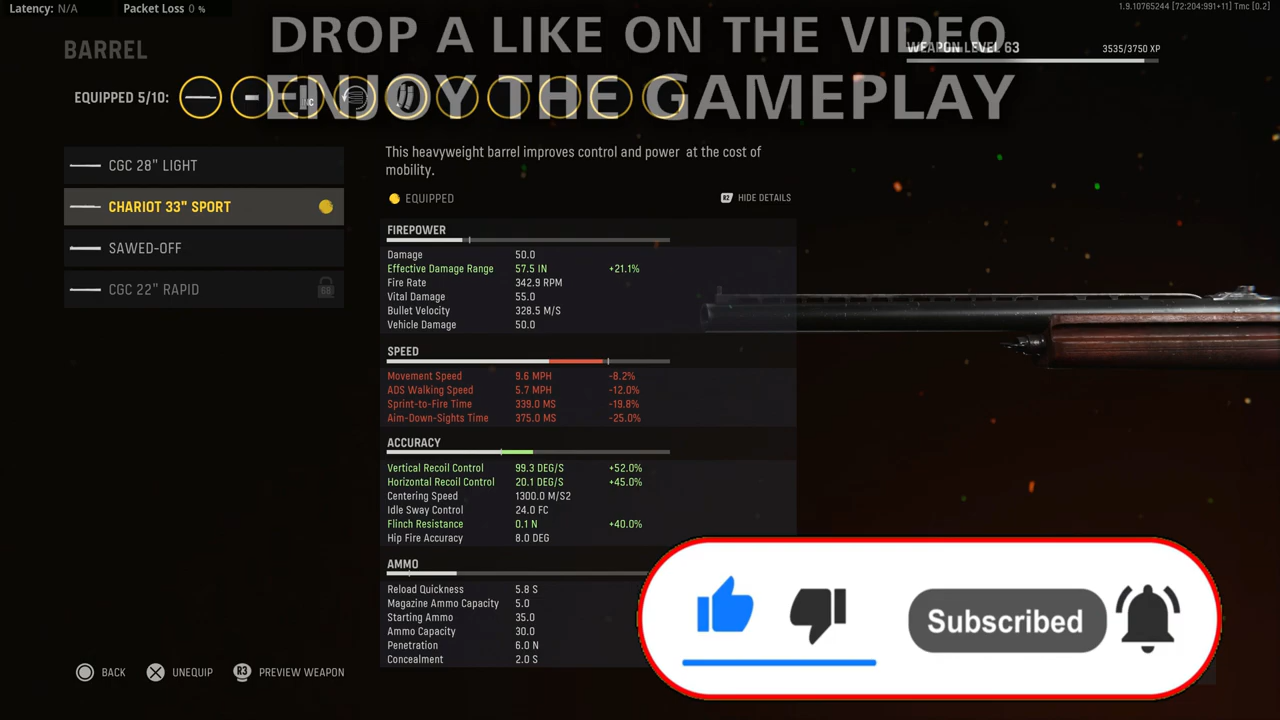 Latency: N/A Packet Loss 0 %
1.9.10765244 [72:204:991+11] Tmc [0.2]
DROP A LIKE ON THE VIDEO
ENJOY THE GAMEPLAY
BARREL
WEAPON LEVEL 63 3535/3750 XP
EQUIPPED 5/10:
NC
CGC 28" LIGHT
CHARIOT 33" SPORT
SAWED-OFF
CGC 22" RAPID 68
This heavyweight barrel improves control and power at the cost of
mobility.
EQUIPPED R2 HIDE DETAILS
FIREPOWER
Damage 50.0
Effective Damage Range 57.5 IN +21.1%
Fire Rate 342.9 RPM
Vital Damage 55.0
Bullet Velocity 328.5 M/S
Vehicle Damage 50.0
SPEED
Movement Speed 9.6 MPH -8.2%
ADS Walking Speed 5.7 MPH -12.0%
Sprint-to-Fire Time 339.0 MS -19.8%
Aim-Down-Sights Time 375.0 MS -25.0%
ACCURACY
Vertical Recoil Control 99.3 DEG/S +52.0%
Horizontal Recoil Control 20.1 DEG/S +45.0%
Centering Speed 1300.0 M/S2
Idle Sway Control 24.0 FC
Flinch Resistance 0.1 N +40.0%
Hip Fire Accuracy 8.0 DEG
AMMO
Reload Quickness 5.8 S
Magazine Ammo Capacity 5.0
Starting Ammo 35.0
Ammo Capacity 30.0
Penetration 6.0 N
Concealment 2.0 S
Subscribed
BACK UNEQUIP R3 PREVIEW WEAPON